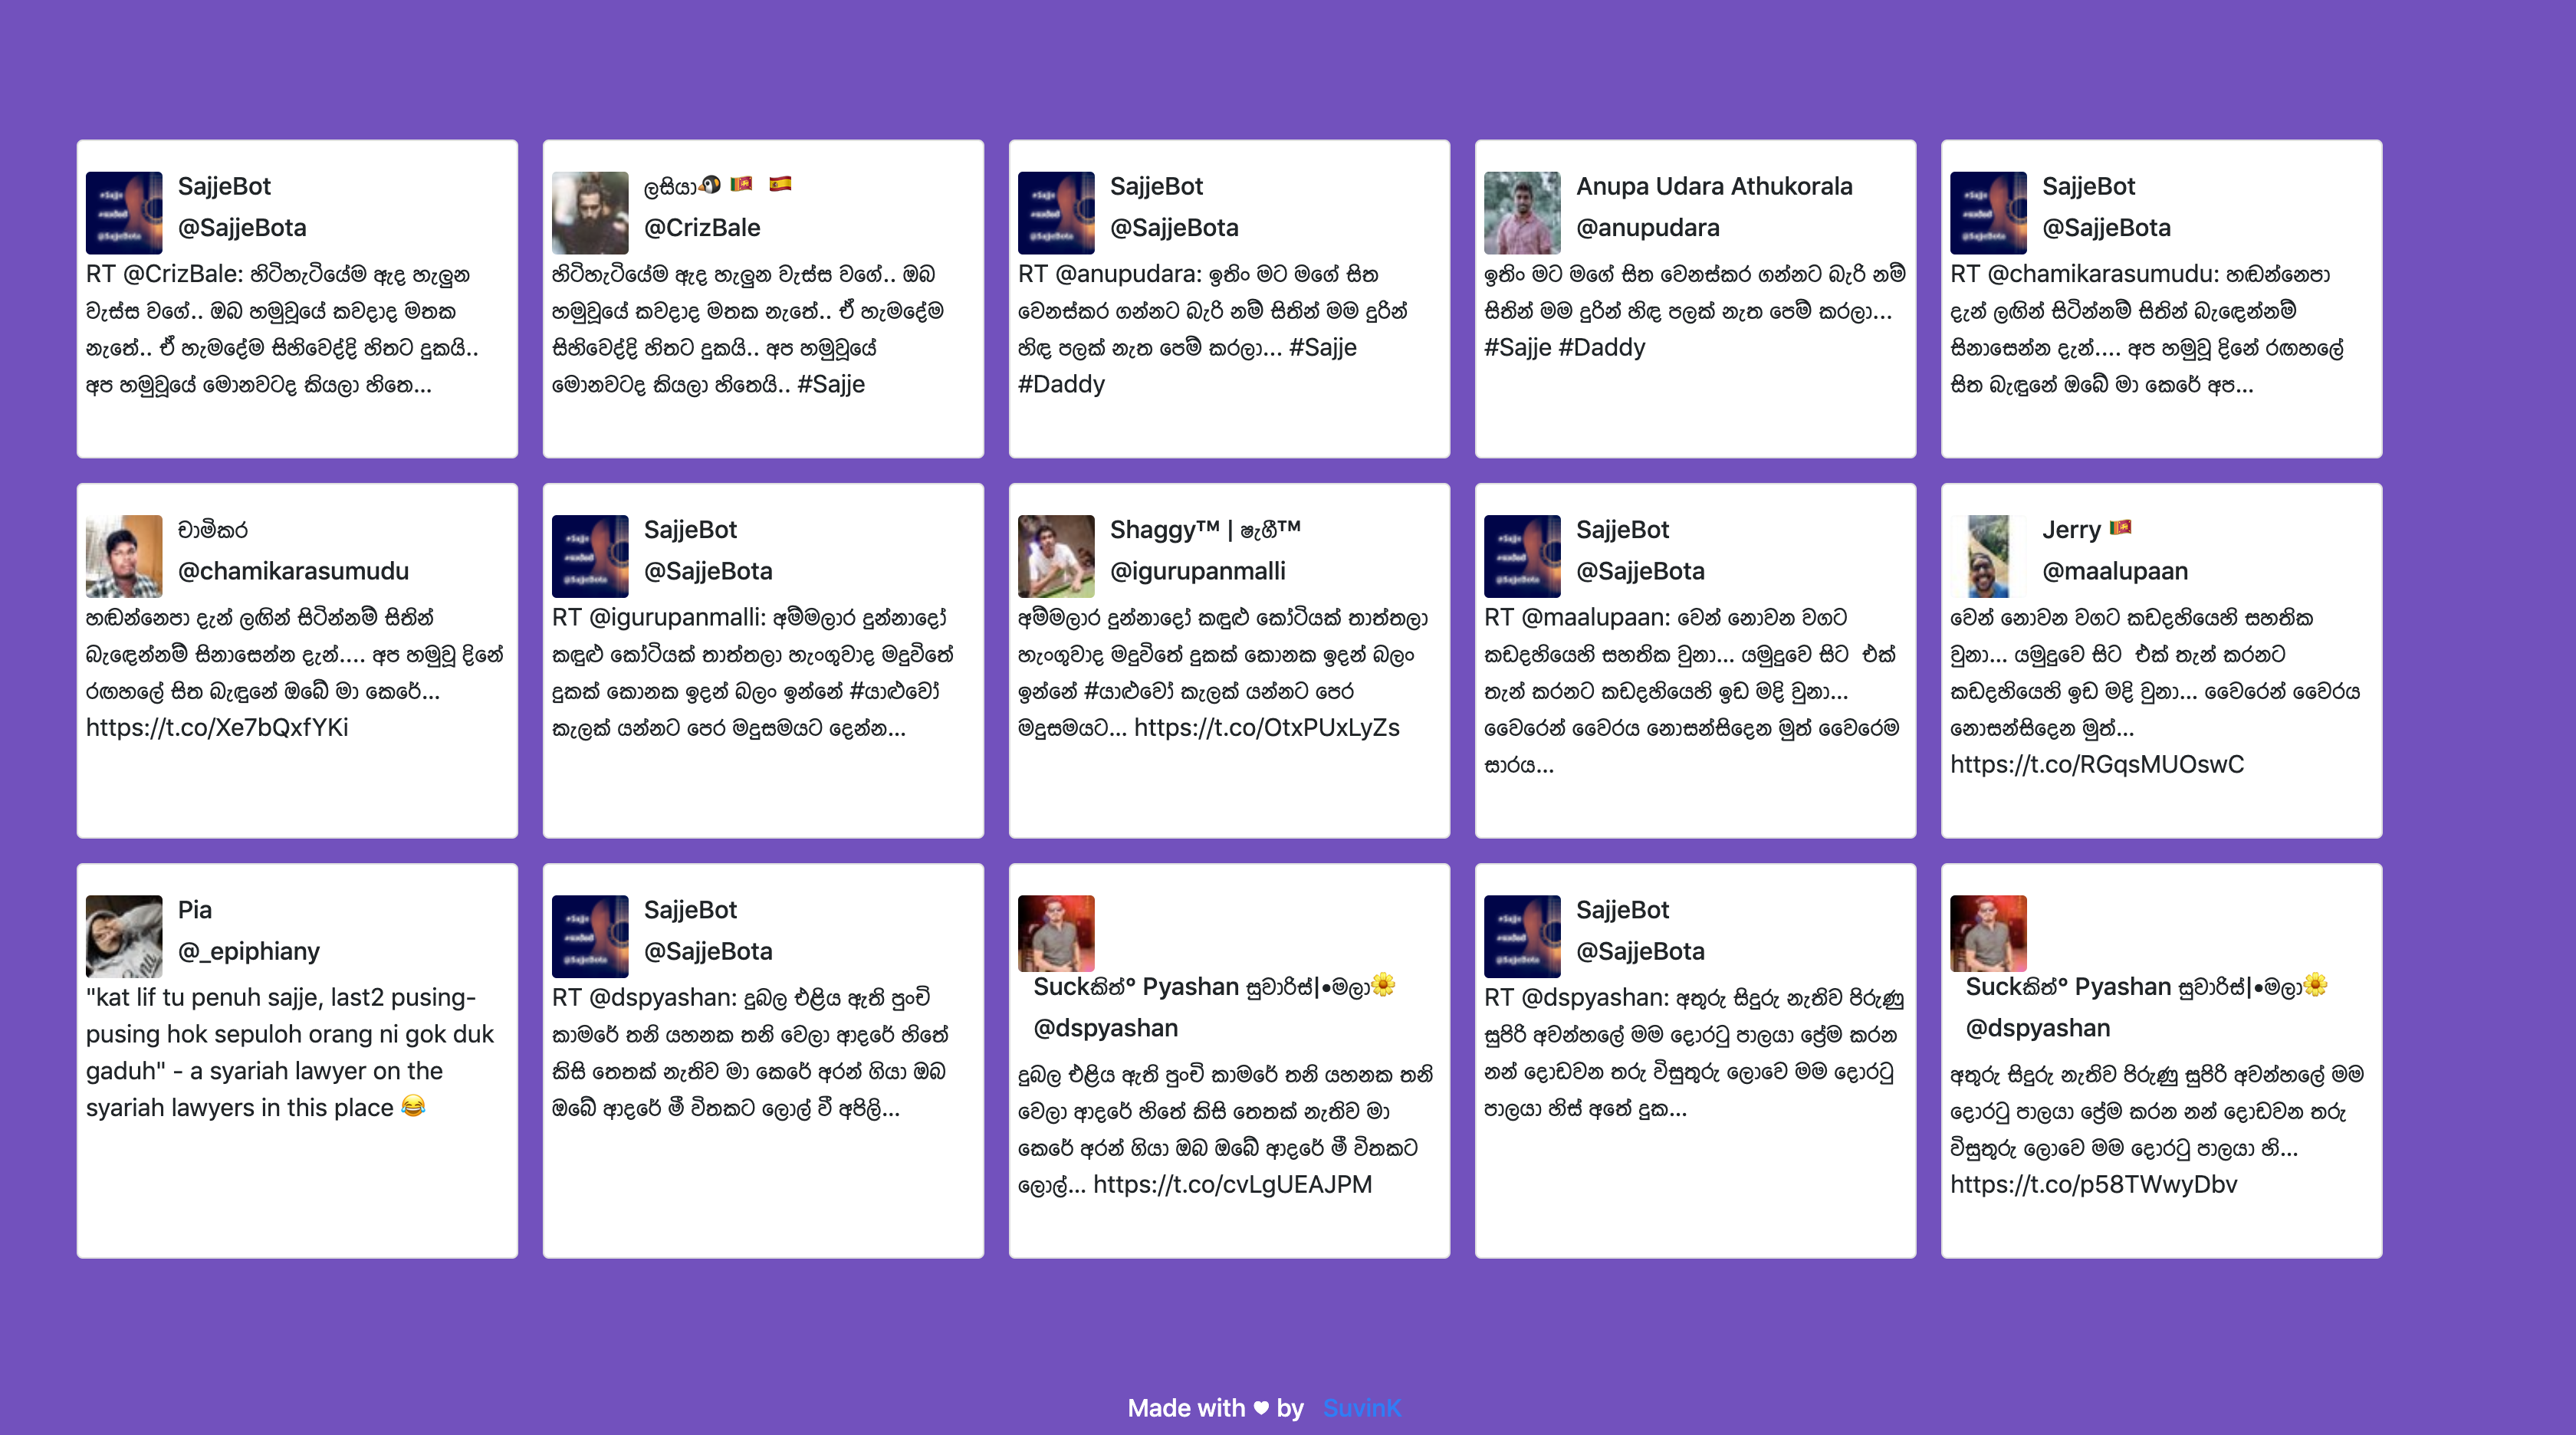 SajjeBot
@SajjeBota
RT @CrizBale: හිටිහැටියේම ඇද හැලුන
වැස්ස වගේ.. ඔබ හමුවූයේ කවදාද මතක
නැතේ.. ඒ හැමදේම සිහිවෙද්දි හිතට දුකයි..
අප හමුවූයේ මොනවටද කියලා හිතෙ...
ලසියා🐧 🇱🇰 🇪🇸
@CrizBale
හිටිහැටියේම ඇද හැලුන වැස්ස වගේ.. ඔබ
හමුවූයේ කවදාද මතක නැතේ.. ඒ හැමදේම
සිහිවෙද්දි හිතට දුකයි.. අප හමුවූයේ
මොනවටද කියලා හිතෙයි.. #Sajje
SajjeBot
@SajjeBota
RT @anupudara: ඉතිං මට මගේ සිත
වෙනස්කර ගන්නට බැරි නම් සිතින් මම දුරින්
හිඳ පලක් නැත පෙම් කරලා... #Sajje
#Daddy
Anupa Udara Athukorala
@anupudara
ඉතිං මට මගේ සිත වෙනස්කර ගන්නට බැරි නම්
සිතින් මම දුරින් හිඳ පලක් නැත පෙම් කරලා...
#Sajje #Daddy
SajjeBot
@SajjeBota
RT @chamikarasumudu: හඬන්නෙපා
දැන් ලඟින් සිටින්නම් සිතින් බැඳෙන්නම්
සිනාසෙන්න දැන්.... අප හමුවූ දිනේ රඟහලේ
සිත බැඳුනේ ඔබේ මා කෙරේ අප...
චාමිකර
@chamikarasumudu
හඬන්නෙපා දැන් ලඟින් සිටින්නම් සිතින්
බැඳෙන්නම් සිනාසෙන්න දැන්.... අප හමුවූ දිනේ
රඟහලේ සිත බැඳුනේ ඔබේ මා කෙරේ...
https://t.co/Xe7bQxfYKi
SajjeBot
@SajjeBota
RT @igurupanmalli: අම්මලාර දුන්නාදෝ
කඳුළු කෝටියක් තාත්තලා හැංගුවාද මදුවිතේ
දුකක් කොනක ඉදන් බලං ඉන්නේ #යාළුවෝ
කැලක් යන්නට පෙර මදුසමයට දෙන්න...
Shaggy™ | ෂැගී™
@igurupanmalli
අම්මලාර දුන්නාදෝ කඳුළු කෝටියක් තාත්තලා
හැංගුවාද මදුවිතේ දුකක් කොනක ඉදන් බලං
ඉන්නේ #යාළුවෝ කැලක් යන්නට පෙර
මදුසමයට... https://t.co/OtxPUxLyZs
SajjeBot
@SajjeBota
RT @maalupaan: වෙන් නොවන වගට
කඩදහියෙහි සහතික වුනා... යමුදුවෙ සිට  එක්
තැන් කරනට කඩදහියෙහි ඉඩ මදි වුනා...
වෛරෙන් වෛරය නොසන්සිදෙන මුත් වෛරෙම
සාරය...
Jerry 🇱🇰
@maalupaan
වෙන් නොවන වගට කඩදහියෙහි සහතික
වුනා... යමුදුවෙ සිට  එක් තැන් කරනට
කඩදහියෙහි ඉඩ මදි වුනා... වෛරෙන් වෛරය
නොසන්සිදෙන මුත්...
https://t.co/RGqsMUOswC
Pia
@_epiphiany
"kat lif tu penuh sajje, last2 pusing-
pusing hok sepuloh orang ni gok duk
gaduh" - a syariah lawyer on the
syariah lawyers in this place 😂
SajjeBot
@SajjeBota
RT @dspyashan: දුබල එළිය ඇති පුංචි
කාමරේ තනි යහනක තනි වෙලා ආදරේ හිතේ
කිසි තෙතක් නැතිව මා කෙරේ අරන් ගියා ඔබ
ඔබේ ආදරේ මී විතකට ලොල් වී අපිලි...
Suckකිත්° Pyashan සුවාරිස්|•මලා🌼
@dspyashan
දුබල එළිය ඇති පුංචි කාමරේ තනි යහනක තනි
වෙලා ආදරේ හිතේ කිසි තෙතක් නැතිව මා
කෙරේ අරන් ගියා ඔබ ඔබේ ආදරේ මී විතකට
ලොල්... https://t.co/cvLgUEAJPM
SajjeBot
@SajjeBota
RT @dspyashan: අතුරු සිදුරු නැතිව පිරුණු
සුපිරි අවන්හලේ මම දොරටු පාලයා ප්‍රේම කරන
නන් දොඩවන තරු විසුතුරු ලොවෙ මම දොරටු
පාලයා හිස් අතේ දුක...
Suckකිත්° Pyashan සුවාරිස්|•මලා🌼
@dspyashan
අතුරු සිදුරු නැතිව පිරුණු සුපිරි අවන්හලේ මම
දොරටු පාලයා ප්‍රේම කරන නන් දොඩවන තරු
විසුතුරු ලොවෙ මම දොරටු පාලයා හි...
https://t.co/p58TWwyDbv
Made with ♥ by SuvinK